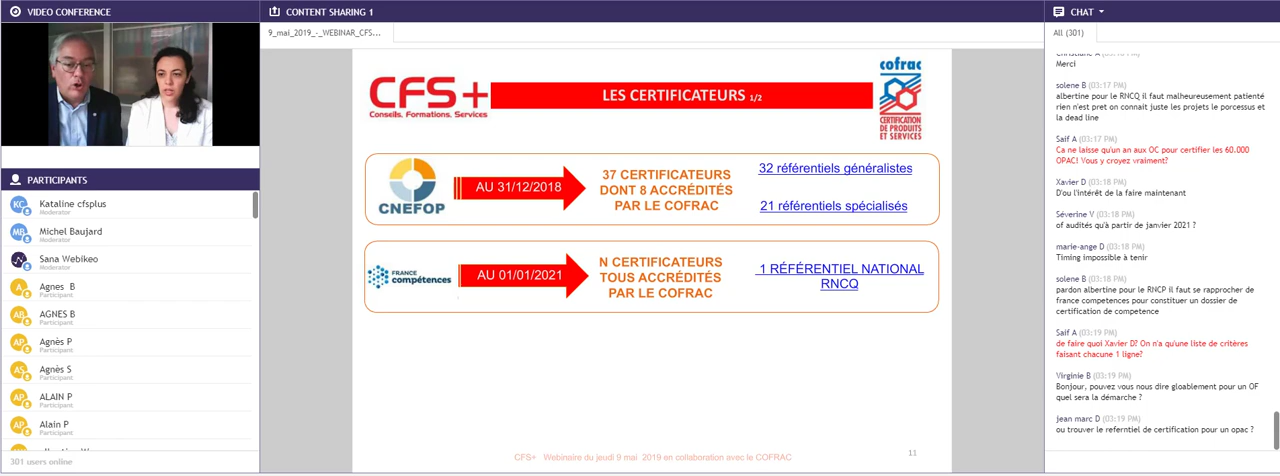 VIDEO CONFERENCE
PARTICIPANTS
KC
Kataline cfsplus
Moderator
MB
Michel Baujard
Moderator
Sana Webikeo
Moderator
A
Agnes B
Participant
AB
AGNES B
Participant
AP
Agnès P
Participant
AS
Agnès S
Participant
AP
ALAIN P
Participant
AP
Alain P
Participant
301 users online
CONTENT SHARING 1
9_mai_2019_-_WEBINAR_CFS...
CFS+
Conseils, Formations, Services
LES CERTIFICATEURS 1/2
cofrac
CERTIFICATION
DE PRODUITS
ET SERVICES
CNEFOP
AU 31/12/2018
37 CERTIFICATEURS
DONT 8 ACCRÉDITÉS
PAR LE COFRAC
32 référentiels généralistes
21 référentiels spécialisés
FRANCE
compétences
AU 01/01/2021
N CERTIFICATEURS
TOUS ACCRÉDITÉS
PAR LE COFRAC
1 RÉFÉRENTIEL NATIONAL
RNCQ
CFS+ Webinaire du jeudi 9 mai 2019 en collaboration avec le COFRAC
11
CHAT
All (301)
Merci
solene B (03:17 PM)
albertine pour le RNCQ il faut malheureusement patienté
rien n'est pret on connait juste les projets le porcessus et
la dead line
Saif A (03:17 PM)
Ca ne laisse qu'un an aux OC pour certifier les 60.000
OPAC! Vous y croyez vraiment?
Xavier D (03:18 PM)
D'ou l'intérêt de la faire maintenant
Séverine V (03:18 PM)
of audités qu'à partir de janvier 2021 ?
marie-ange D (03:18 PM)
Timing impossible à tenir
solene B (03:18 PM)
pardon albertine pour le RNCP il faut se rapprocher de
france competences pour constituer un dossier de
certification de competence
Saif A (03:19 PM)
de faire quoi Xavier D? On n'a qu'une liste de critères
faisant chacune 1 ligne?
Virginie B (03:19 PM)
Bonjour, pouvez vous nous dire gloablement pour un OF
quel sera la démarche ?
jean marc D (03:19 PM)
ou trouver le referntiel de certification pour un opac ?